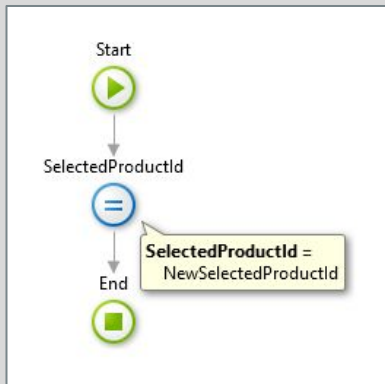 Start
SelectedProductId
SelectedProductId =
NewSelectedProductId
End